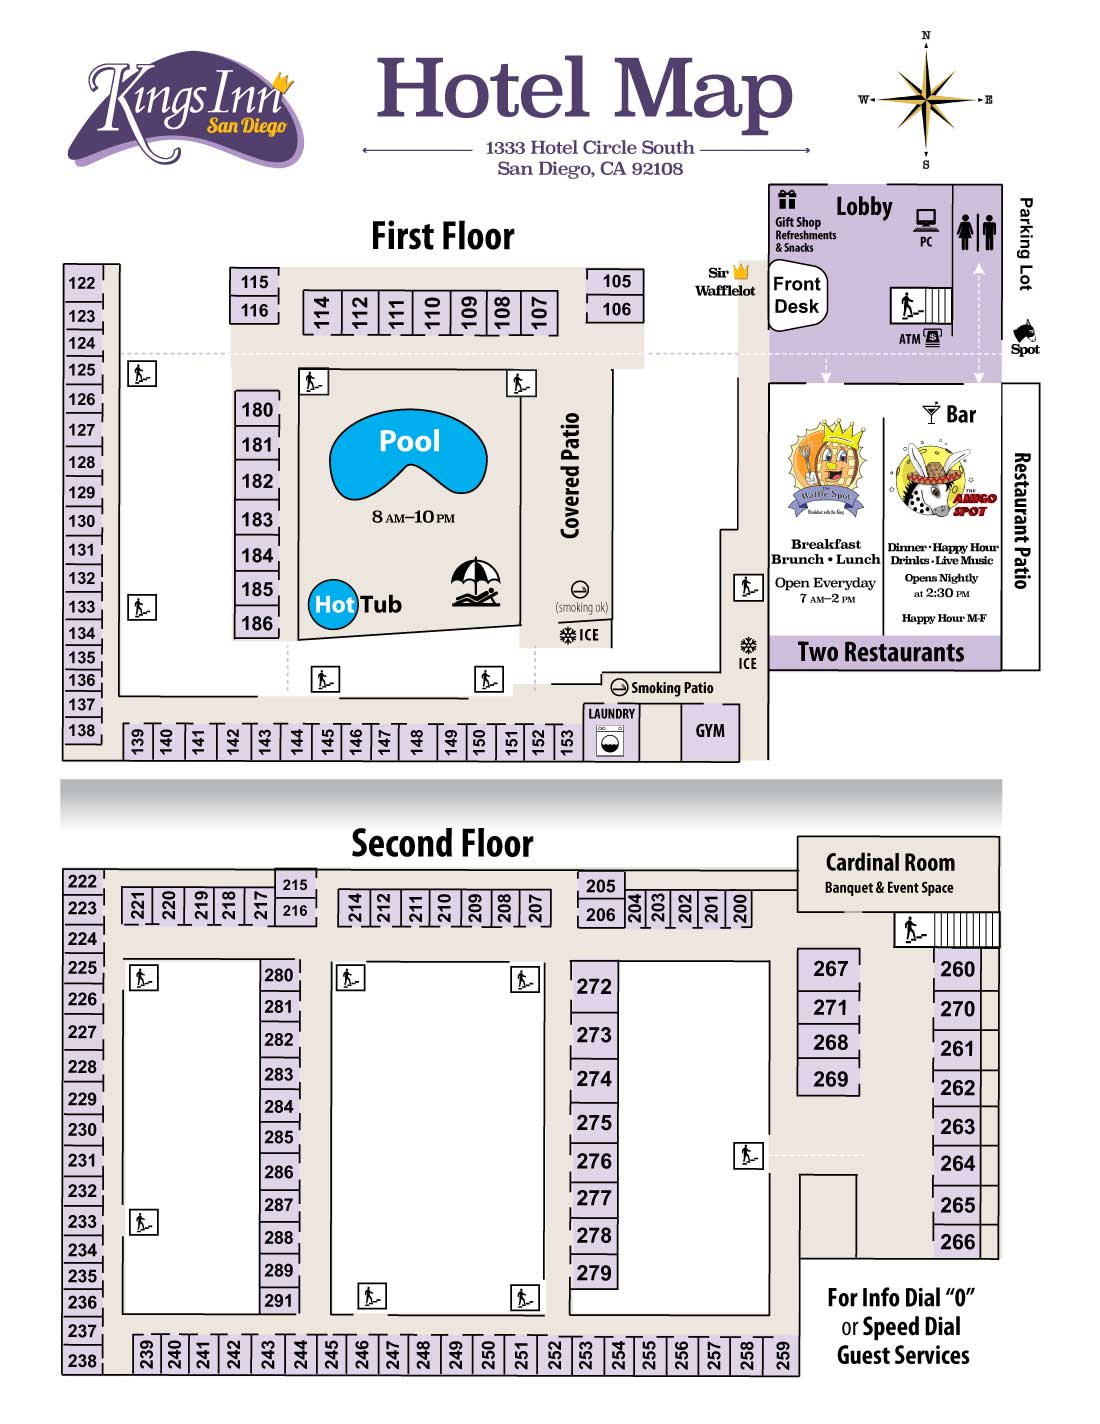 Kings Inn
San Diego
Hotel Map
1333 Hotel Circle South
San Diego, CA 92108
N
W
E
S
First Floor
Lobby
Gift Shop
Refreshments
& Snacks
PC
Parking Lot
Sir
Wafflelot
Front
Desk
ATM
Spot
122
123
124
125
126
127
128
129
130
131
132
133
134
135
136
137
138
115
116
114
112
111
110
109
108
107
105
106
180
181
182
183
184
185
186
Pool
8 AM–10 PM
Hot Tub
Covered Patio
(smoking ok)
ICE
Bar
The
Waffle Spot
Breakfast with the King
THE
AMIGO
SPOT
Breakfast
Brunch • Lunch
Open Everyday
7 AM–2 PM
Dinner • Happy Hour
Drinks • Live Music
Opens Nightly
at 2:30 PM
Happy Hour M-F
Restaurant Patio
Two Restaurants
ICE
Smoking Patio
LAUNDRY
GYM
139
140
141
142
143
144
145
146
147
148
149
150
151
152
153
Second Floor
Cardinal Room
Banquet & Event Space
222
223
224
225
226
227
228
229
230
231
232
233
234
235
236
237
238
221
220
219
218
217
215
216
214
212
211
210
209
208
207
205
206
204
203
202
201
200
280
281
282
283
284
285
286
287
288
289
291
272
273
274
275
276
277
278
279
267
271
268
269
260
270
261
262
263
264
265
266
239
240
241
242
243
244
245
246
247
248
249
250
251
252
253
254
255
256
257
258
259
For Info Dial “0”
or Speed Dial
Guest Services